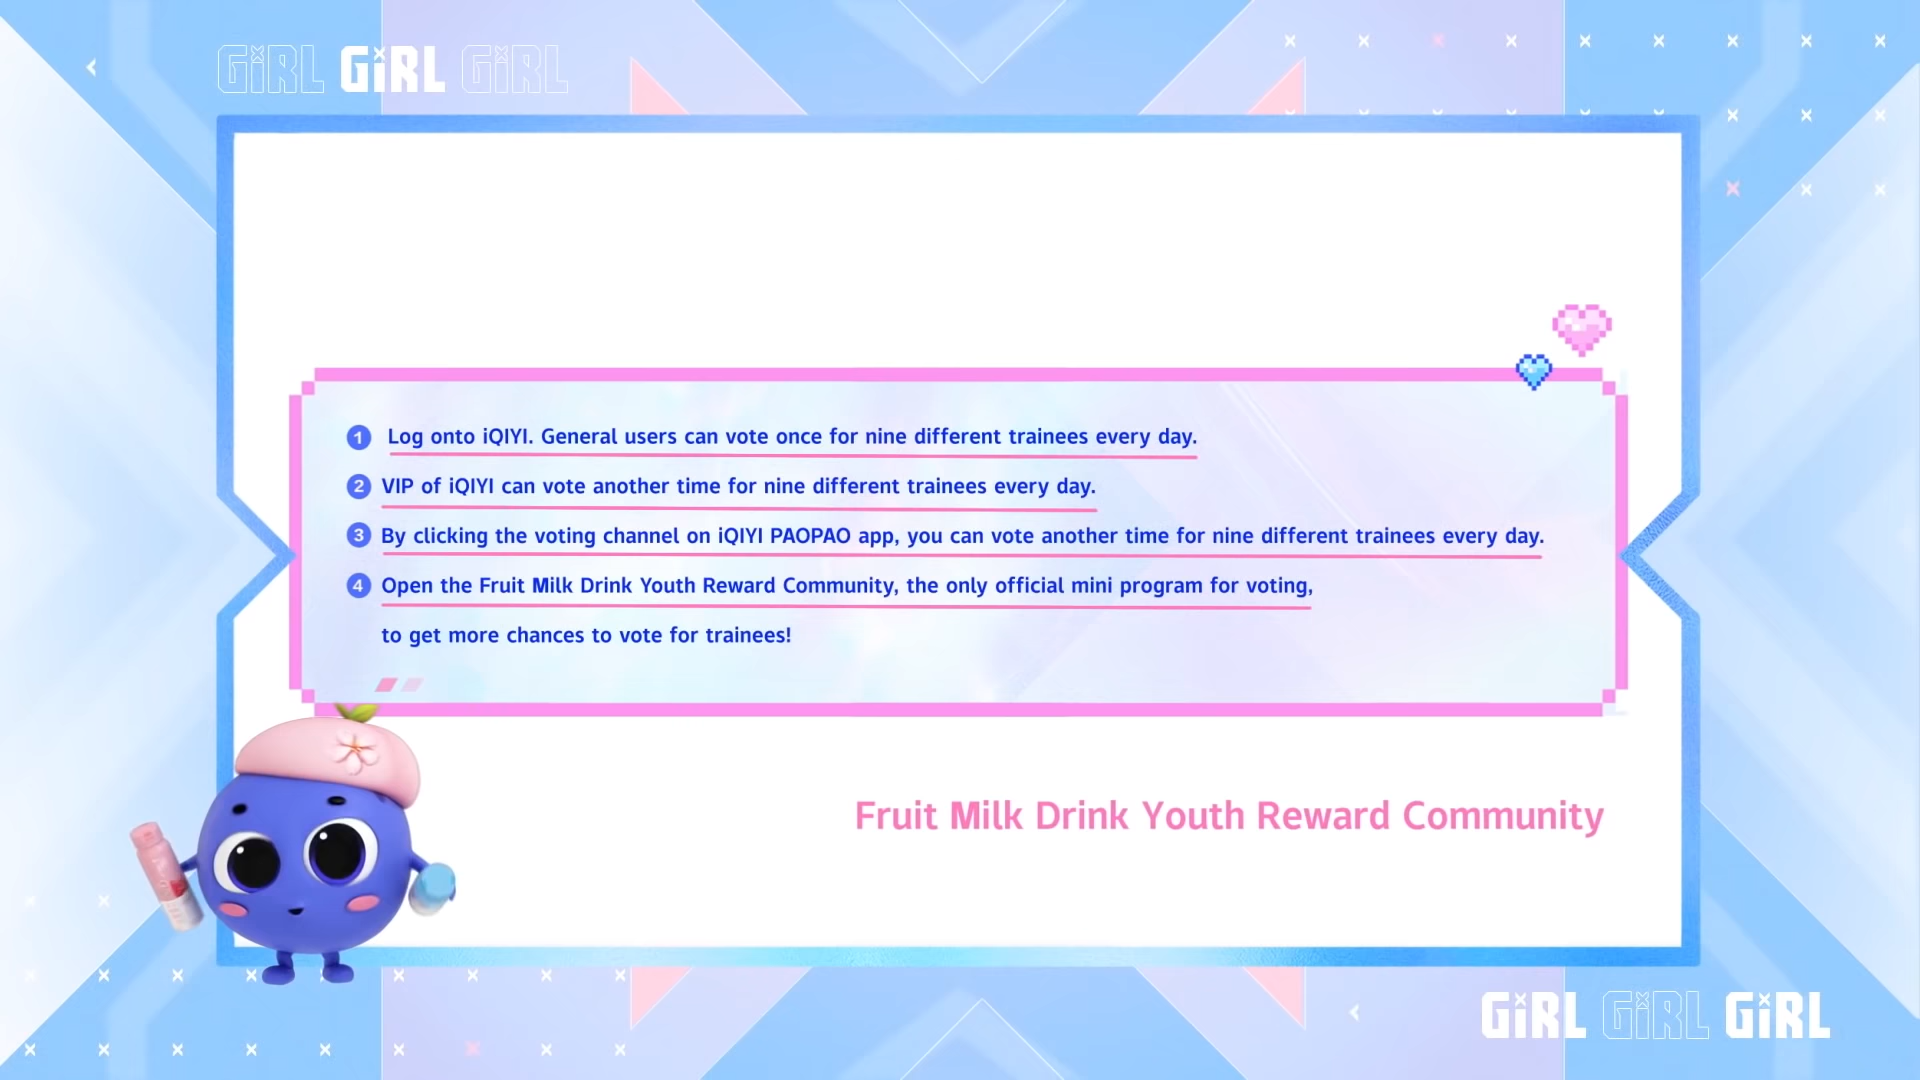 GiRL GiRL GiRL
1 Log onto iQIYI. General users can vote once for nine different trainees every day.
2 VIP of iQIYI can vote another time for nine different trainees every day.
3 By clicking the voting channel on iQIYI PAOPAO app, you can vote another time for nine different trainees every day.
4 Open the Fruit Milk Drink Youth Reward Community, the only official mini program for voting,
to get more chances to vote for trainees!
Fruit Milk Drink Youth Reward Community
GiRL GiRL GiRL